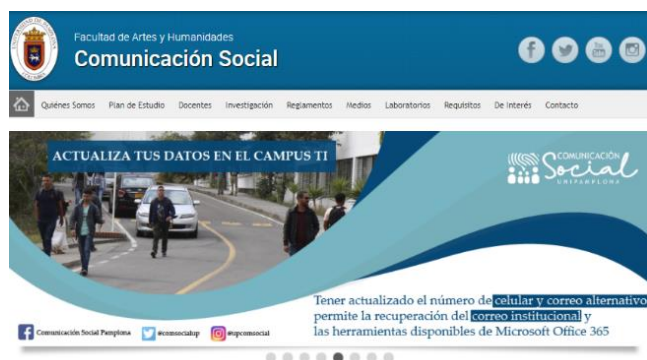 Facultad de Artes y Humanidades
Comunicación Social
Quiénes Somos Plan de Estudio Docentes Investigación Reglamentos Medios Laboratorios Requisitos De Interés Contacto
ACTUALIZA TUS DATOS EN EL CAMPUS TI
COMUNICACIÓN
Social
UNIPAMPLONA
Tener actualizado el número de celular y correo alternativo
permite la recuperación del correo institucional y
las herramientas disponibles de Microsoft Office 365
Comunicación Social Pamplona @comsocialup @upcomsocial